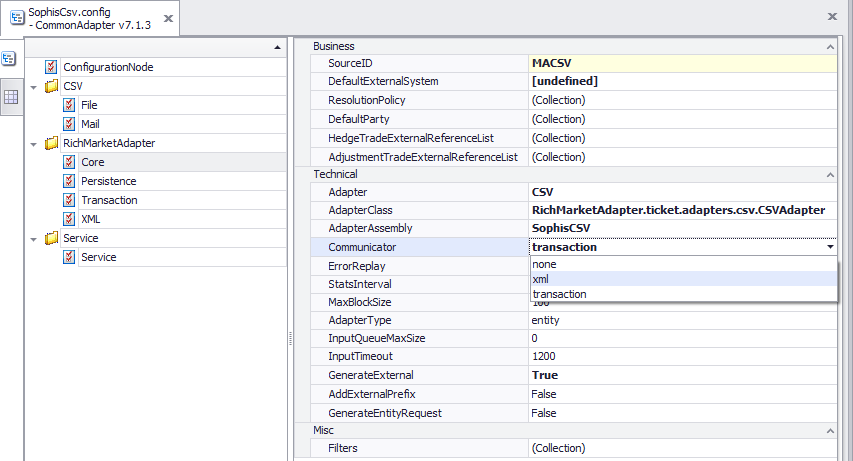 SophisCsv.config
- CommonAdapter v7.1.3
ConfigurationNode
CSV
File
Mail
RichMarketAdapter
Core
Persistence
Transaction
XML
Service
Service
Business
SourceID MACSV
DefaultExternalSystem [undefined]
ResolutionPolicy (Collection)
DefaultParty (Collection)
HedgeTradeExternalReferenceList (Collection)
AdjustmentTradeExternalReferenceList (Collection)
Technical
Adapter CSV
AdapterClass RichMarketAdapter.ticket.adapters.csv.CSVAdapter
AdapterAssembly SophisCSV
Communicator transaction
ErrorReplay none
StatsInterval xml
transaction
MaxBlockSize
AdapterType entity
InputQueueMaxSize 0
InputTimeout 1200
GenerateExternal True
AddExternalPrefix False
GenerateEntityRequest False
Misc
Filters (Collection)